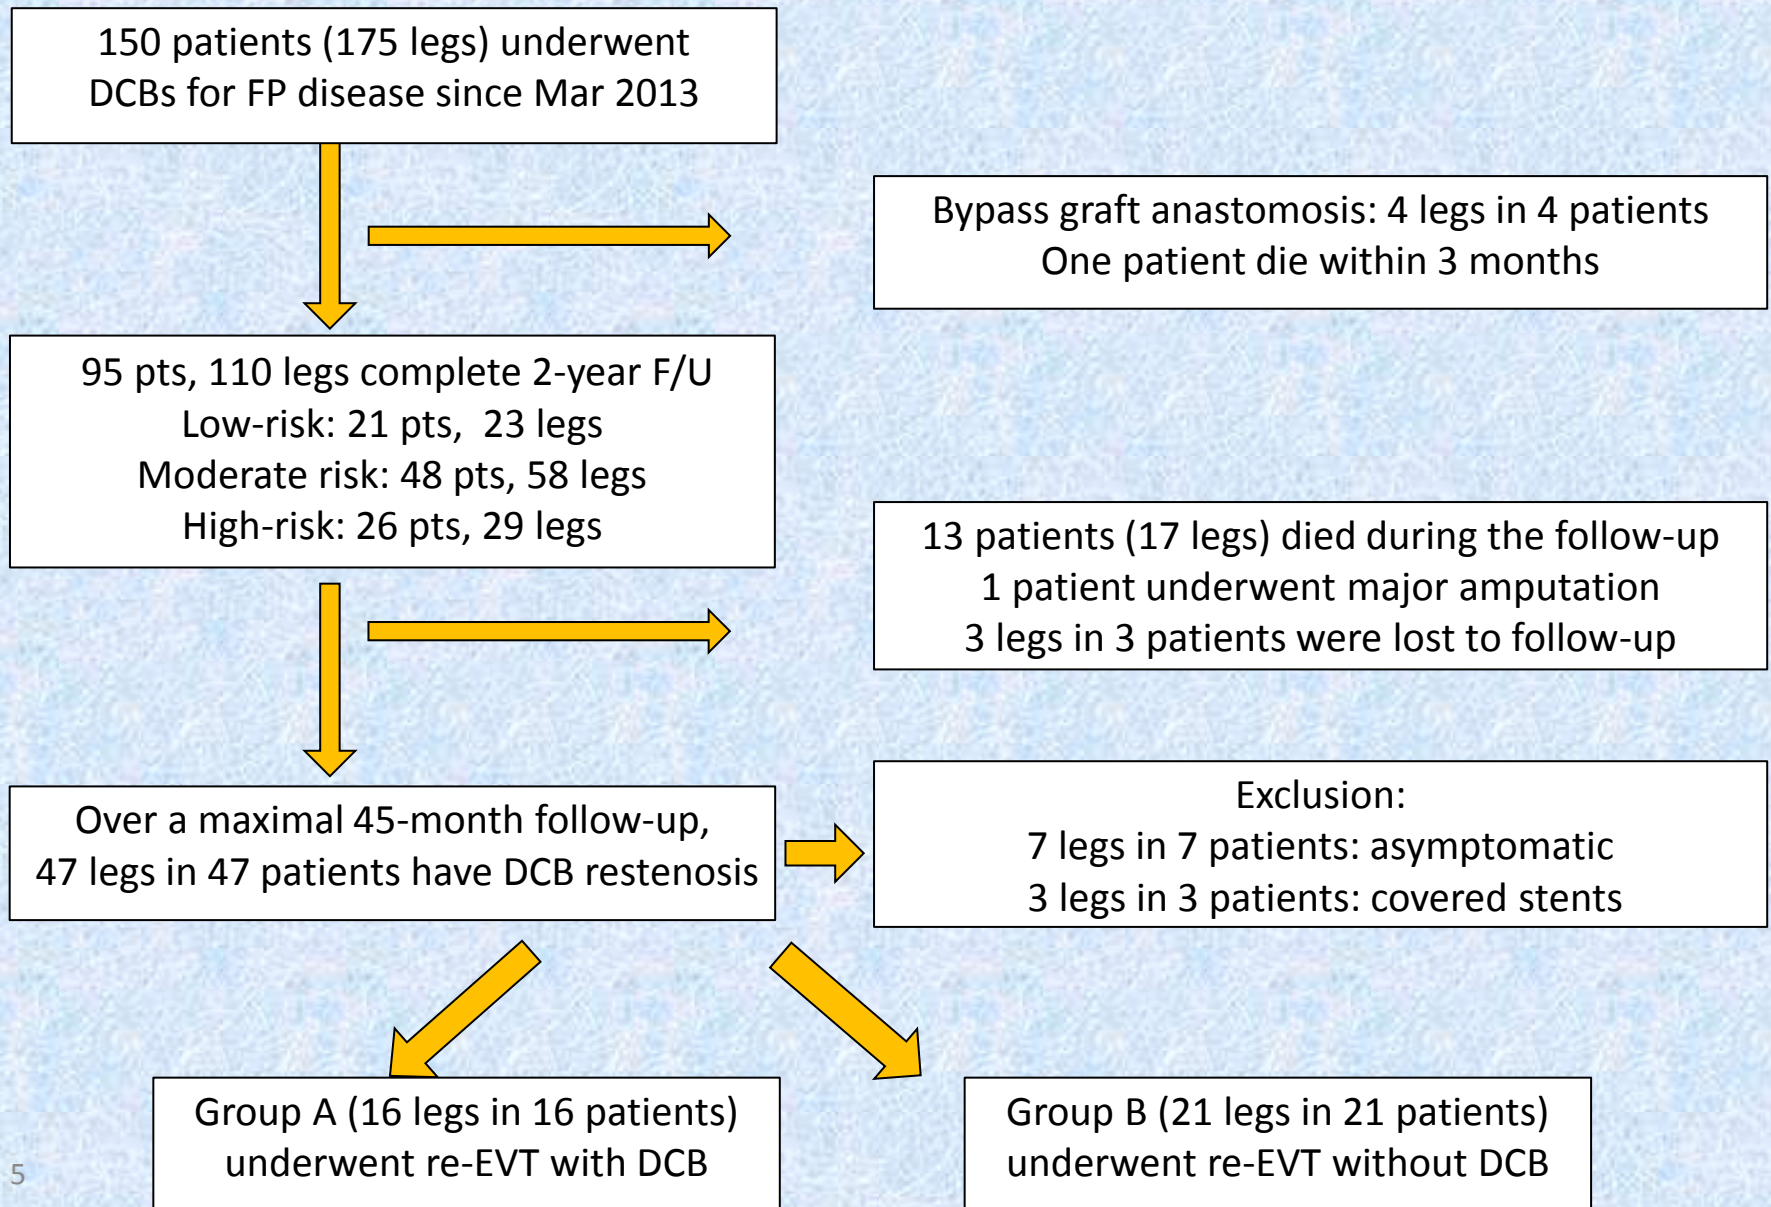 150 patients (175 legs) underwent
DCBs for FP disease since Mar 2013
Bypass graft anastomosis: 4 legs in 4 patients
One patient die within 3 months
95 pts, 110 legs complete 2-year F/U
Low-risk: 21 pts, 23 legs
Moderate risk: 48 pts, 58 legs
High-risk: 26 pts, 29 legs
13 patients (17 legs) died during the follow-up
1 patient underwent major amputation
3 legs in 3 patients were lost to follow-up
Over a maximal 45-month follow-up,
47 legs in 47 patients have DCB restenosis
Exclusion:
7 legs in 7 patients: asymptomatic
3 legs in 3 patients: covered stents
Group A (16 legs in 16 patients)
underwent re-EVT with DCB
Group B (21 legs in 21 patients)
underwent re-EVT without DCB
5